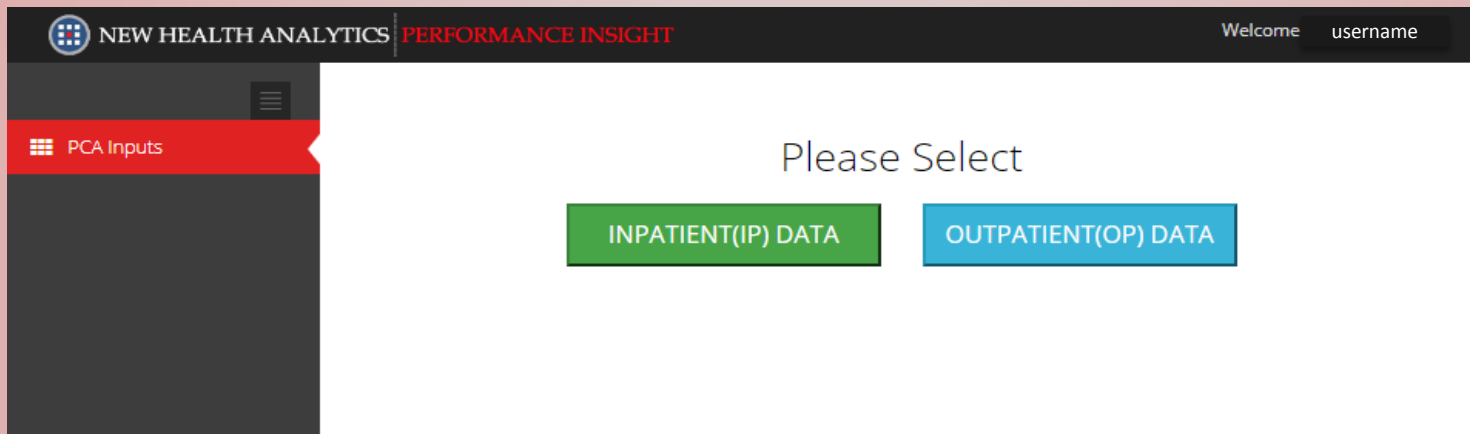 NEW HEALTH ANALYTICS PERFORMANCE INSIGHT
Welcome username
PCA Inputs
Please Select
INPATIENT(IP) DATA
OUTPATIENT(OP) DATA